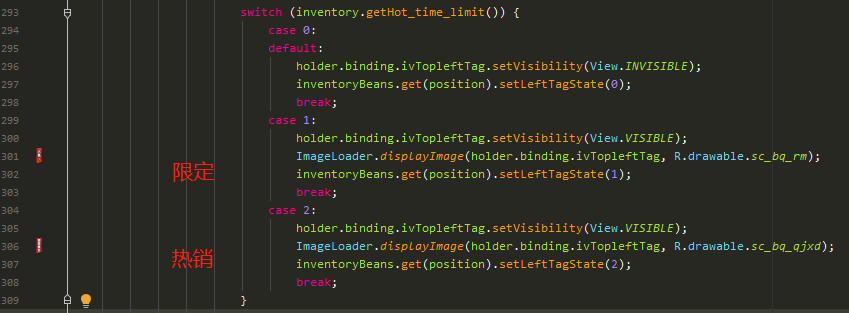 293 switch (inventory.getHot_time_limit()) {
294 case 0:
295 default:
296 holder.binding.ivTopleftTag.setVisibility(View.INVISIBLE);
297 inventoryBeans.get(position).setLeftTagState(0);
298 break;
299 case 1:
300 holder.binding.ivTopleftTag.setVisibility(View.VISIBLE);
301 ImageLoader.displayImage(holder.binding.ivTopleftTag, R.drawable.sc_bq_rm);
302 限定 inventoryBeans.get(position).setLeftTagState(1);
303 break;
304 case 2:
305 holder.binding.ivTopleftTag.setVisibility(View.VISIBLE);
306 ImageLoader.displayImage(holder.binding.ivTopleftTag, R.drawable.sc_bq_qjxd);
307 热销 inventoryBeans.get(position).setLeftTagState(2);
308 break;
309 }